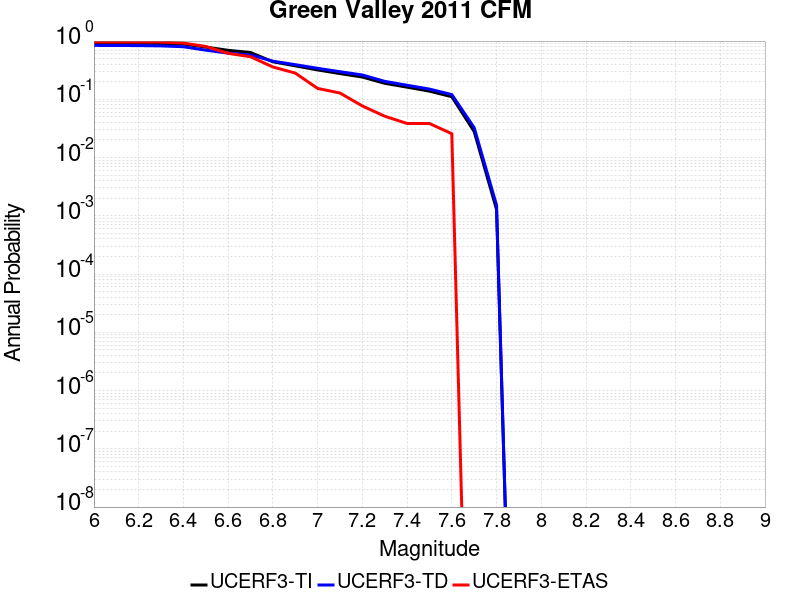 Green Valley 2011 CFM
10^0
10^-1
10^-2
10^-3
10^-4
10^-5
10^-6
10^-7
10^-8
Annual Probability
6 6.2 6.4 6.6 6.8 7 7.2 7.4 7.6 7.8 8 8.2 8.4 8.6 8.8 9
Magnitude
UCERF3-TI UCERF3-TD UCERF3-ETAS